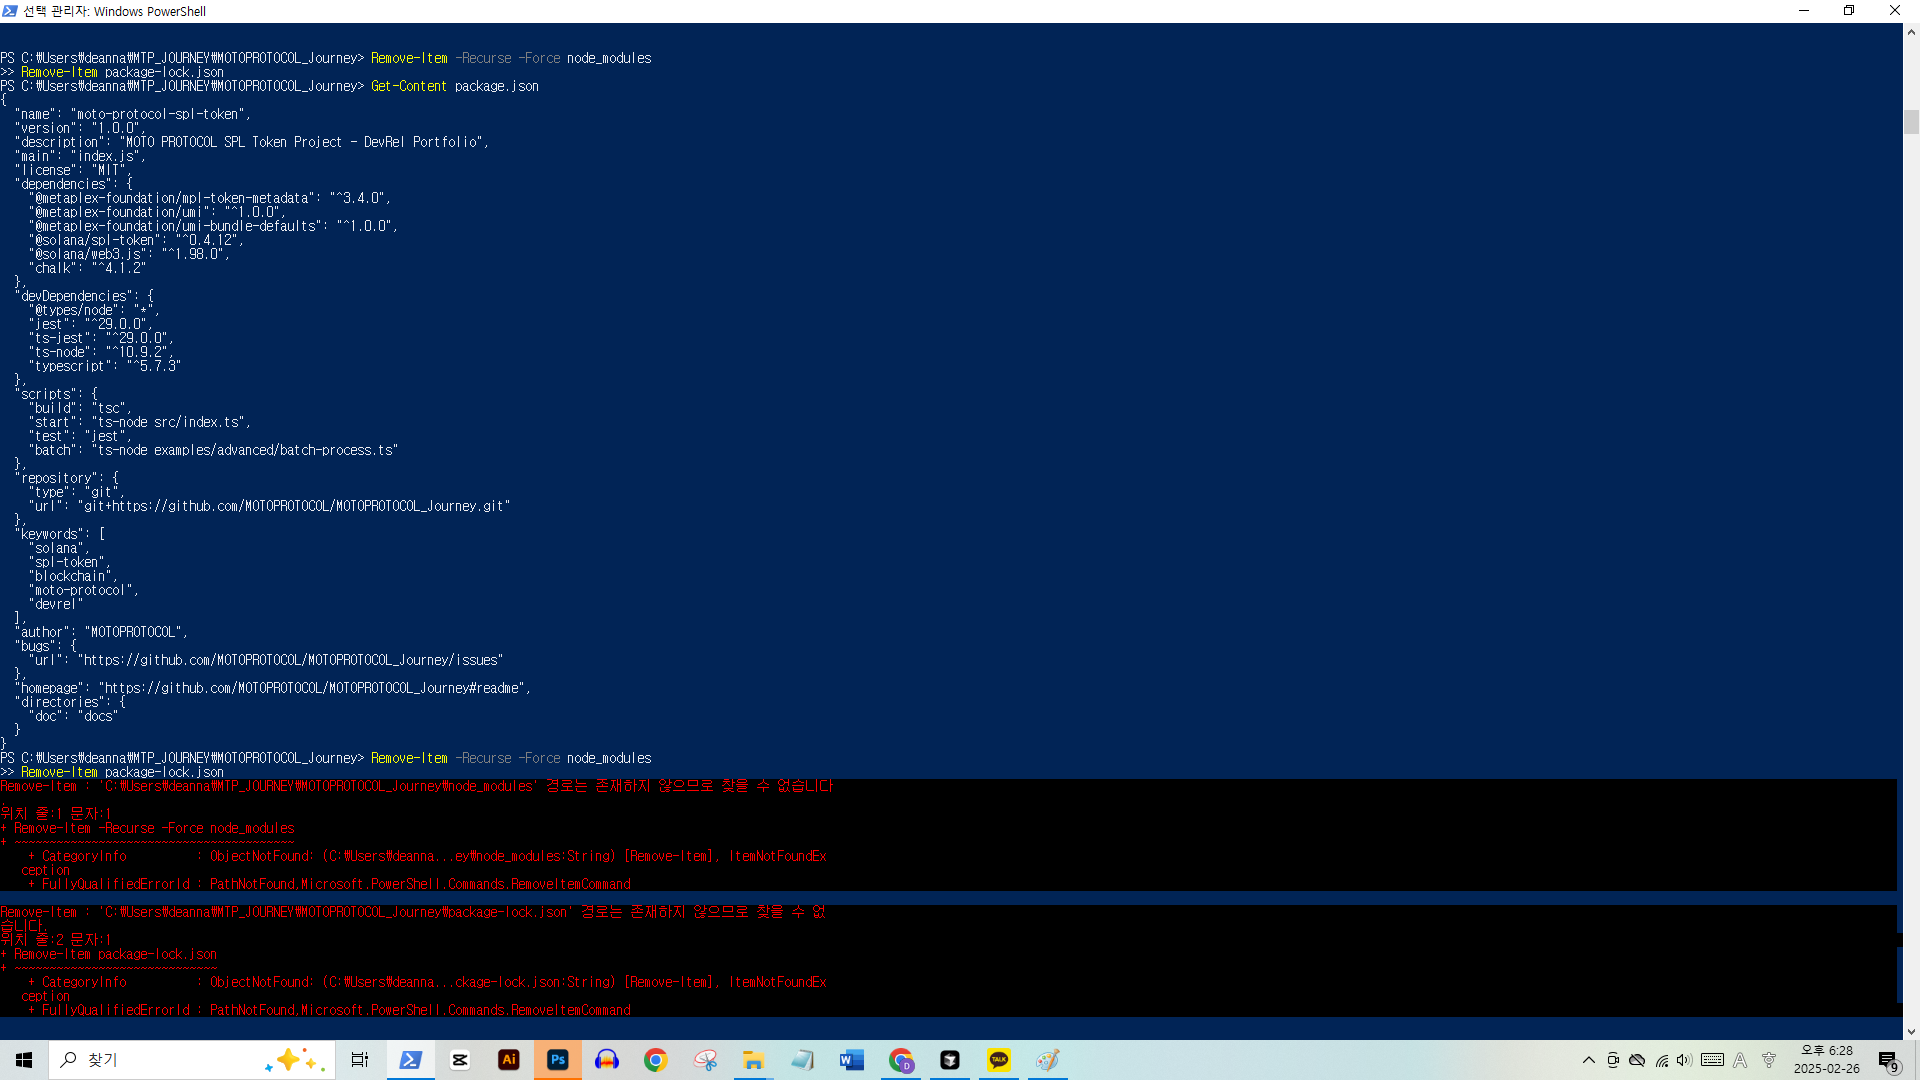 선택 관리자: Windows PowerShell
PS C:₩Users₩deanna₩MTP_JOURNEY₩MOTOPROTOCOL_Journey> Remove-Item -Recurse -Force node_modules
>> Remove-Item package-lock.json
PS C:₩Users₩deanna₩MTP_JOURNEY₩MOTOPROTOCOL_Journey> Get-Content package.json
{
  "name": "moto-protocol-spl-token",
  "version": "1.0.0",
  "description": "MOTO PROTOCOL SPL Token Project - DevRel Portfolio",
  "main": "index.js",
  "license": "MIT",
  "dependencies": {
    "@metaplex-foundation/mpl-token-metadata": "^3.4.0",
    "@metaplex-foundation/umi": "^1.0.0",
    "@metaplex-foundation/umi-bundle-defaults": "^1.0.0",
    "@solana/spl-token": "^0.4.12",
    "@solana/web3.js": "^1.98.0",
    "chalk": "^4.1.2"
  },
  "devDependencies": {
    "@types/node": "*",
    "jest": "^29.0.0",
    "ts-jest": "^29.0.0",
    "ts-node": "^10.9.2",
    "typescript": "^5.7.3"
  },
  "scripts": {
    "build": "tsc",
    "start": "ts-node src/index.ts",
    "test": "jest",
    "batch": "ts-node examples/advanced/batch-process.ts"
  },
  "repository": {
    "type": "git",
    "url": "git+https://github.com/MOTOPROTOCOL/MOTOPROTOCOL_Journey.git"
  },
  "keywords": [
    "solana",
    "spl-token",
    "blockchain",
    "moto-protocol",
    "devrel"
  ],
  "author": "MOTOPROTOCOL",
  "bugs": {
    "url": "https://github.com/MOTOPROTOCOL/MOTOPROTOCOL_Journey/issues"
  },
  "homepage": "https://github.com/MOTOPROTOCOL/MOTOPROTOCOL_Journey#readme",
  "directories": {
    "doc": "docs"
  }
}
PS C:₩Users₩deanna₩MTP_JOURNEY₩MOTOPROTOCOL_Journey> Remove-Item -Recurse -Force node_modules
>> Remove-Item package-lock.json
Remove-Item : 'C:₩Users₩deanna₩MTP_JOURNEY₩MOTOPROTOCOL_Journey₩node_modules' 경로는 존재하지 않으므로 찾을 수 없습니다
.
위치 줄:1 문자:1
+ Remove-Item -Recurse -Force node_modules
+ ~~~~~~~~~~~~~~~~~~~~~~~~~~~~~~~~~~~~~~~~
    + CategoryInfo          : ObjectNotFound: (C:₩Users₩deanna...ey₩node_modules:String) [Remove-Item], ItemNotFoundEx
   ception
    + FullyQualifiedErrorId : PathNotFound,Microsoft.PowerShell.Commands.RemoveItemCommand
Remove-Item : 'C:₩Users₩deanna₩MTP_JOURNEY₩MOTOPROTOCOL_Journey₩package-lock.json' 경로는 존재하지 않으므로 찾을 수 없
습니다.
위치 줄:2 문자:1
+ Remove-Item package-lock.json
+ ~~~~~~~~~~~~~~~~~~~~~~~~~~~~~
    + CategoryInfo          : ObjectNotFound: (C:₩Users₩deanna...ckage-lock.json:String) [Remove-Item], ItemNotFoundEx
   ception
    + FullyQualifiedErrorId : PathNotFound,Microsoft.PowerShell.Commands.RemoveItemCommand
찾기
Ai
Ps
D
TALK
A
오후 6:28
2025-02-26
9